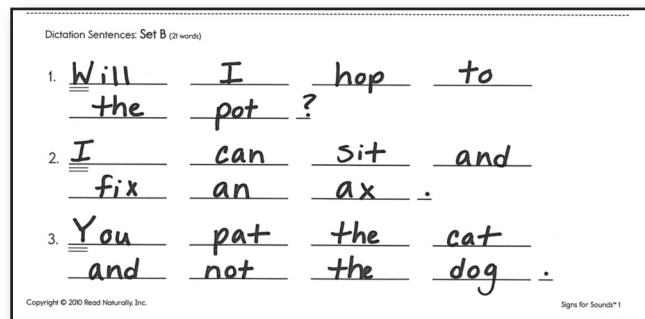 Dictation Sentences: Set B (21 words)
1. Will I hop to
the pot ?
2. I can sit and
fix an ax .
3. You pat the cat
and not the dog .
Copyright © 2010 Read Naturally, Inc. Signs for Sounds™ 1